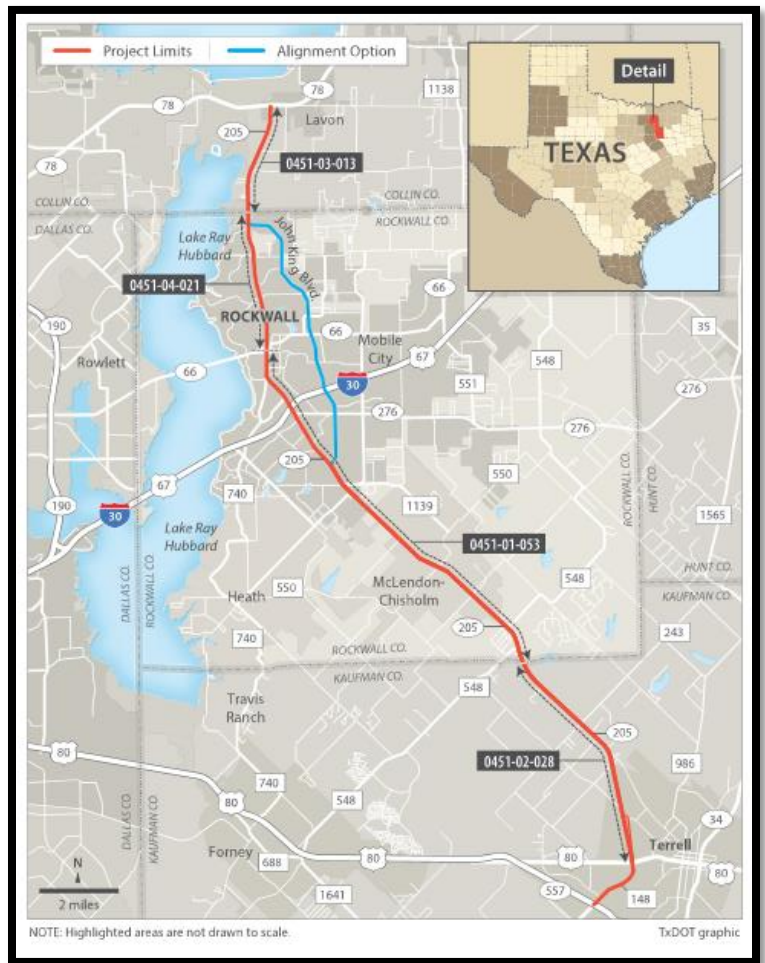 Project Limits
Alignment Option
Detail
TEXAS
78
78
1138
205
Lavon
78
0451-03-013
COLLIN CO.
DALLAS CO.
COLLIN CO.
ROCKWALL CO.
Lake Ray
Hubbard
John King Blvd.
0451-04-021
66
190
ROCKWALL
66
Mobile
City
67
35
Rowlett
66
548
30
551
276
276
276
205
67
550
190
740
30
1139
ROCKWALL CO.
HUNT CO.
1565
0451-01-053
Lake Ray
Hubbard
DALLAS CO.
ROCKWALL CO.
Heath
550
McLendon-
Chisholm
548
HUNT CO.
KAUFMAN CO.
740
205
243
ROCKWALL CO.
KAUFMAN CO.
548
Travis
Ranch
205
80
0451-02-028
986
740
548
80
DALLAS CO.
KAUFMAN CO.
34
Terrell
Forney
688
80
80
80
N
557
148
1641
2 miles
NOTE: Highlighted areas are not drawn to scale.
TxDOT graphic